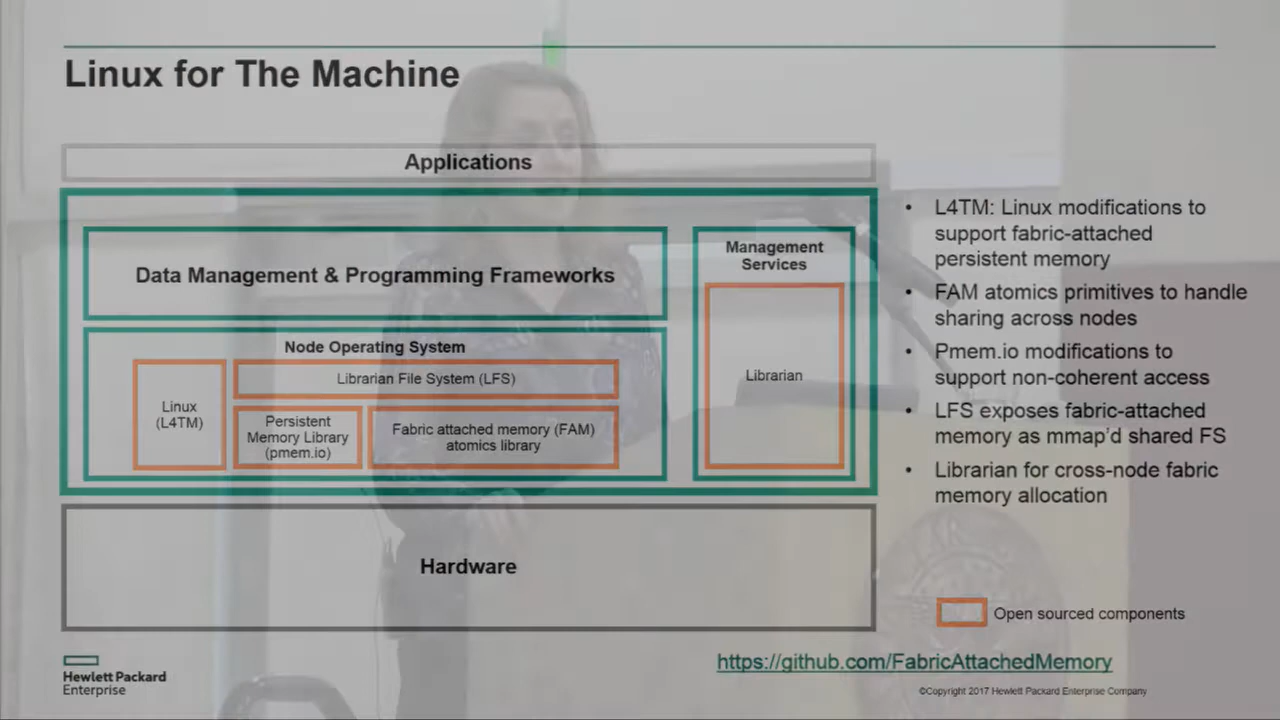 Linux for The Machine
Applications
Data Management & Programming Frameworks
Management
Services
Node Operating System
Librarian File System (LFS)
Linux
(L4TM)
Persistent
Memory Library
(pmem.io)
Fabric attached memory (FAM)
atomics library
Librarian
Hardware
• L4TM: Linux modifications to
support fabric-attached
persistent memory
• FAM atomics primitives to handle
sharing across nodes
• Pmem.io modifications to
support non-coherent access
• LFS exposes fabric-attached
memory as mmap'd shared FS
• Librarian for cross-node fabric
memory allocation
Open sourced components
https://github.com/FabricAttachedMemory
Hewlett Packard
Enterprise
©Copyright 2017 Hewlett Packard Enterprise Company